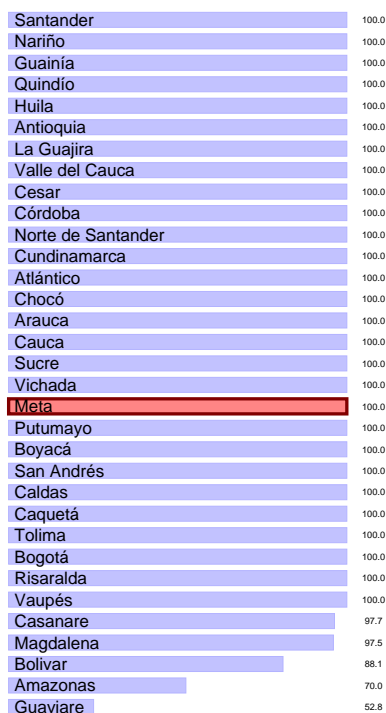 Santander 100.0
Nariño 100.0
Guainía 100.0
Quindío 100.0
Huila 100.0
Antioquia 100.0
La Guajira 100.0
Valle del Cauca 100.0
Cesar 100.0
Córdoba 100.0
Norte de Santander 100.0
Cundinamarca 100.0
Atlántico 100.0
Chocó 100.0
Arauca 100.0
Cauca 100.0
Sucre 100.0
Vichada 100.0
Meta 100.0
Putumayo 100.0
Boyacá 100.0
San Andrés 100.0
Caldas 100.0
Caquetá 100.0
Tolima 100.0
Bogotá 100.0
Risaralda 100.0
Vaupés 100.0
Casanare 97.7
Magdalena 97.5
Bolivar 88.1
Amazonas 70.0
Guaviare 52.8